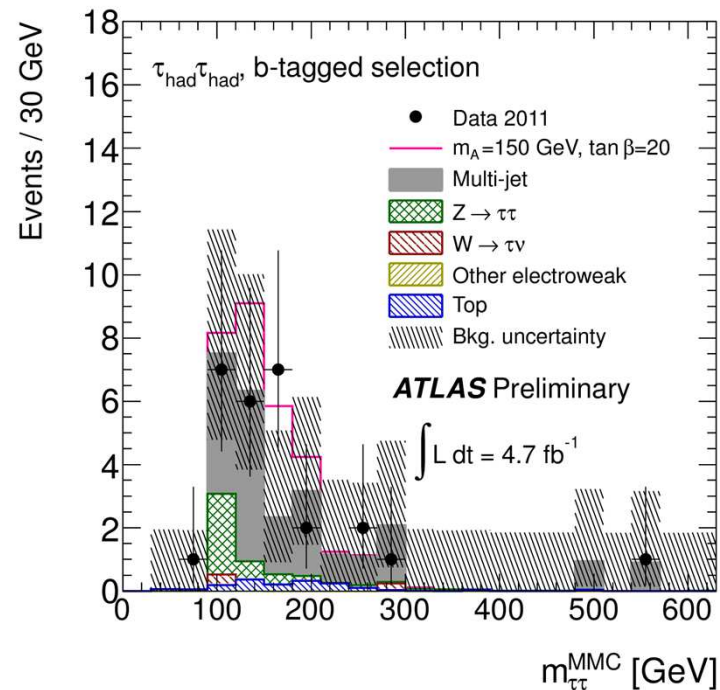 Events / 30 GeV
18
16
14
12
10
8
6
4
2
0
τhadτhad, b-tagged selection
Data 2011
mA=150 GeV, tan β=20
Multi-jet
Z → ττ
W → τν
Other electroweak
Top
Bkg. uncertainty
ATLAS Preliminary
∫ L dt = 4.7 fb⁻¹
0 100 200 300 400 500 600
mττ^MMC [GeV]